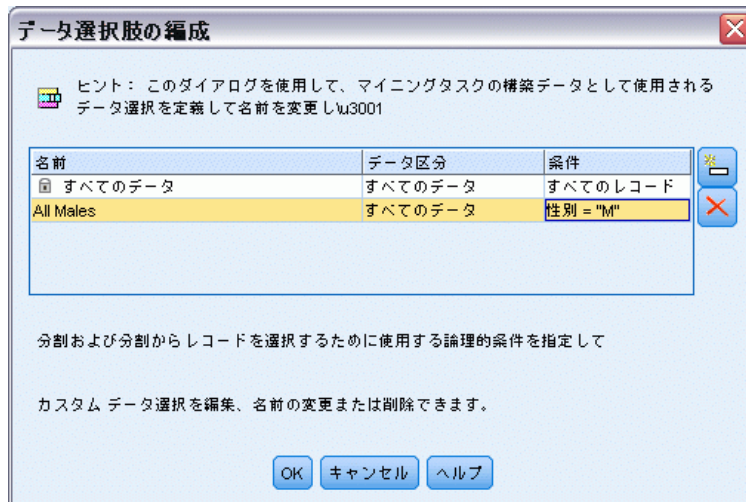 データ選択肢の編成
ヒント： このダイアログを使用して、マイニングタスクの構築データとして使用される
データ選択を定義して名前を変更し\u3001
名前 データ区分 条件
すべてのデータ すべてのデータ すべてのレコード
All Males すべてのデータ 性別 = "M"
分割および分割からレコードを選択するために使用する論理的条件を指定して
カスタム データ選択を編集、名前の変更または削除できます。
OK キャンセル ヘルプ